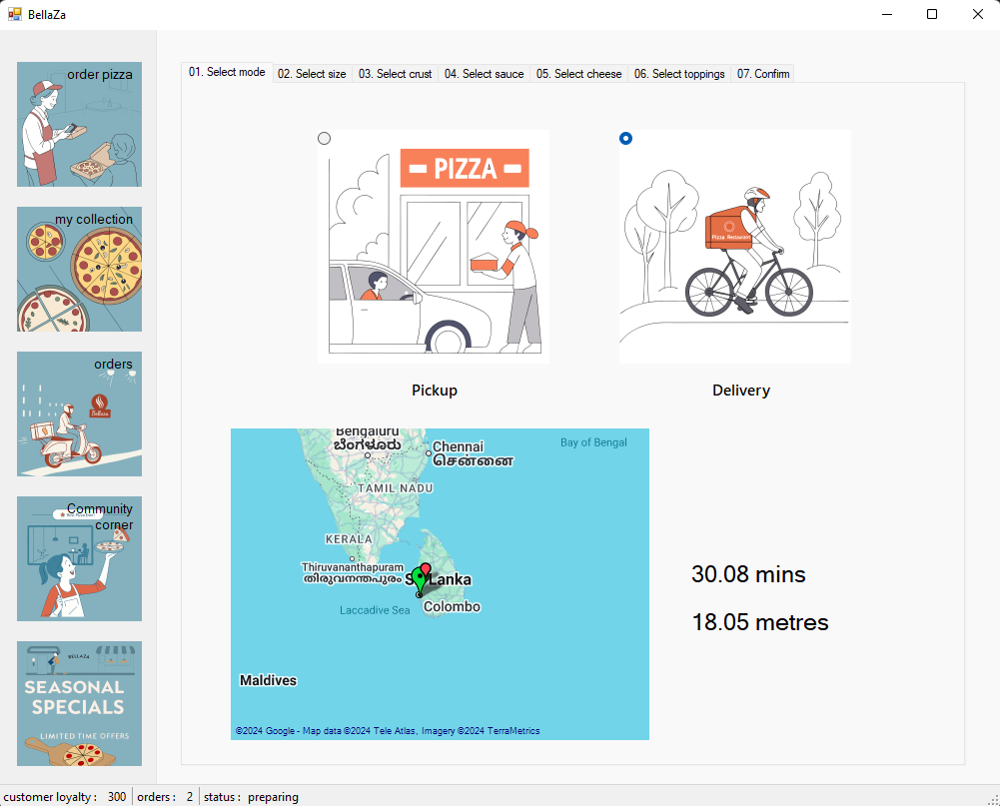 BellaZa
order pizza
my collection
orders
Bellaza
Community
corner
BELLAZA
SEASONAL
SPECIALS
LIMITED TIME OFFERS
01. Select mode
02. Select size
03. Select crust
04. Select sauce
05. Select cheese
06. Select toppings
07. Confirm
PIZZA
Pizza Restaurant
Pickup
Delivery
Bengaluru
ಬೆಂಗಳೂರು
Chennai
சென்னை
Bay of Bengal
TAMIL NADU
KERALA
Thiruvananthapuram
തിരുവനന്തപുരം
Lanka
Colombo
Laccadive Sea
Maldives
©2024 Google - Map data ©2024 Tele Atlas, Imagery ©2024 TerraMetrics
30.08 mins
18.05 metres
customer loyalty : 300
orders : 2
status : preparing